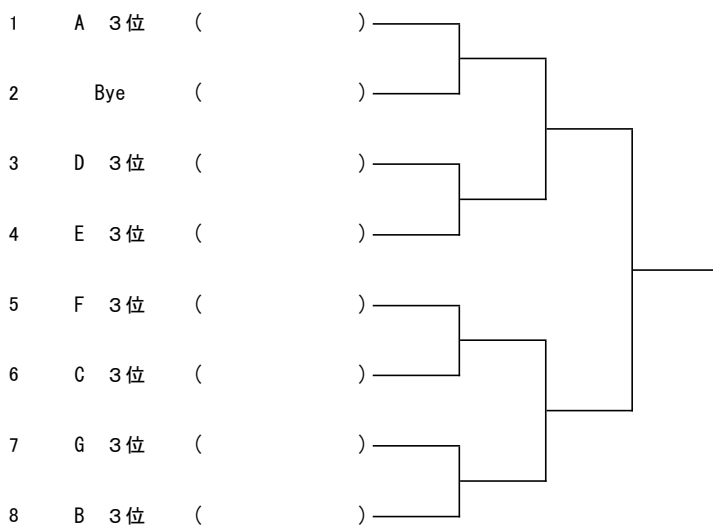 1 A ３位 ( )
2 Bye ( )
3 D ３位 ( )
4 E ３位 ( )
5 F ３位 ( )
6 C ３位 ( )
7 G ３位 ( )
8 B ３位 ( )